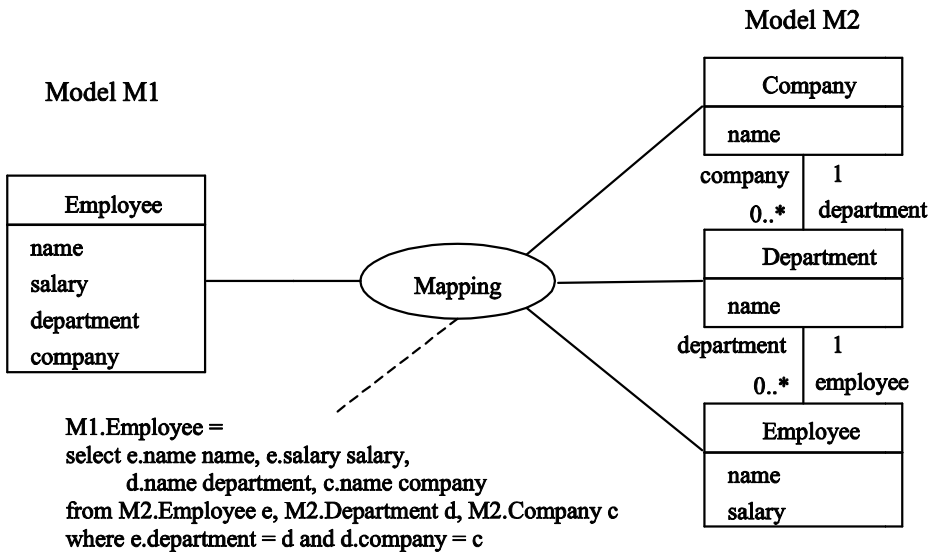 Model M2
Model M1
Company
name
company 1
0..* department
Employee
name
salary
department
company
Mapping
Department
name
department 1
0..* employee
Employee
name
salary
M1.Employee =
select e.name name, e.salary salary,
d.name department, c.name company
from M2.Employee e, M2.Department d, M2.Company c
where e.department = d and d.company = c